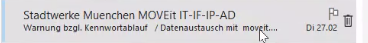 Stadtwerke Muenchen MOVEit IT-IF-IP-AD
Warnung bzgl. Kennwortablauf / Datenaustausch mit moveit.... Di 27.02